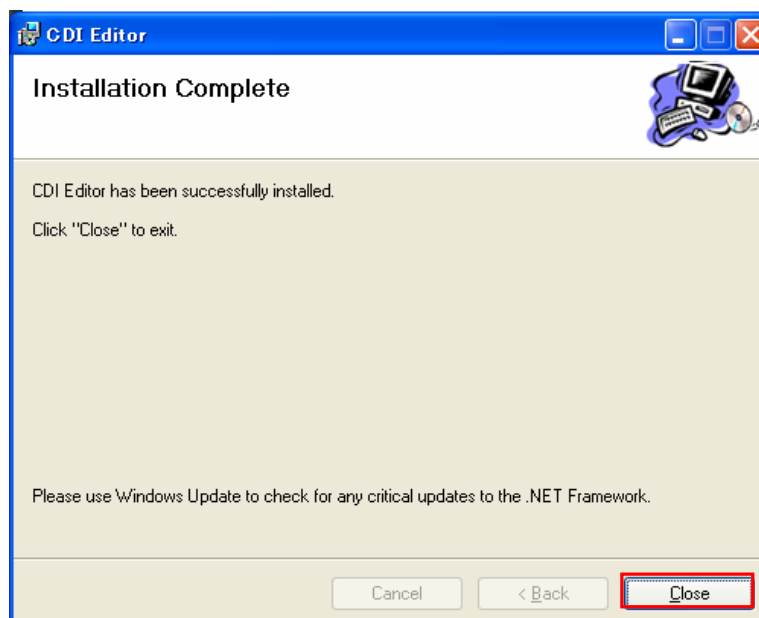 CDI Editor
Installation Complete
CDI Editor has been successfully installed.
Click "Close" to exit.
Please use Windows Update to check for any critical updates to the .NET Framework.
Cancel
< Back
Close